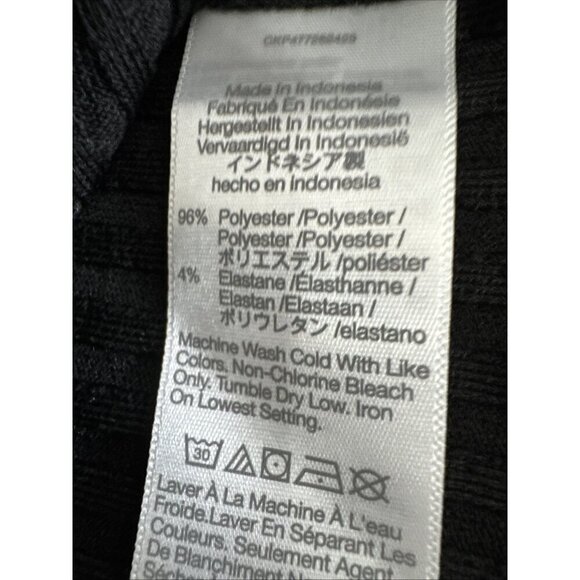 Made In Indonesia
Fabriqué En Indonésie
Hergestellt In Indonesien
Vervaardigd In Indonesië
インドネシア製
hecho en Indonesia
96% Polyester /Polyester /
Polyester /Polyester /
ポリエステル /poliéster
4% Elastane /Elasthanne /
Elastan /Elastaan /
ポリウレタン /elastano
Machine Wash Cold With Like
Colors. Non-Chlorine Bleach
Only. Tumble Dry Low. Iron
On Lowest Setting.
30
Laver À La Machine À L'eau
Froide.Laver En Séparant Les
Couleurs, Seulement Agent
De Blanchiment